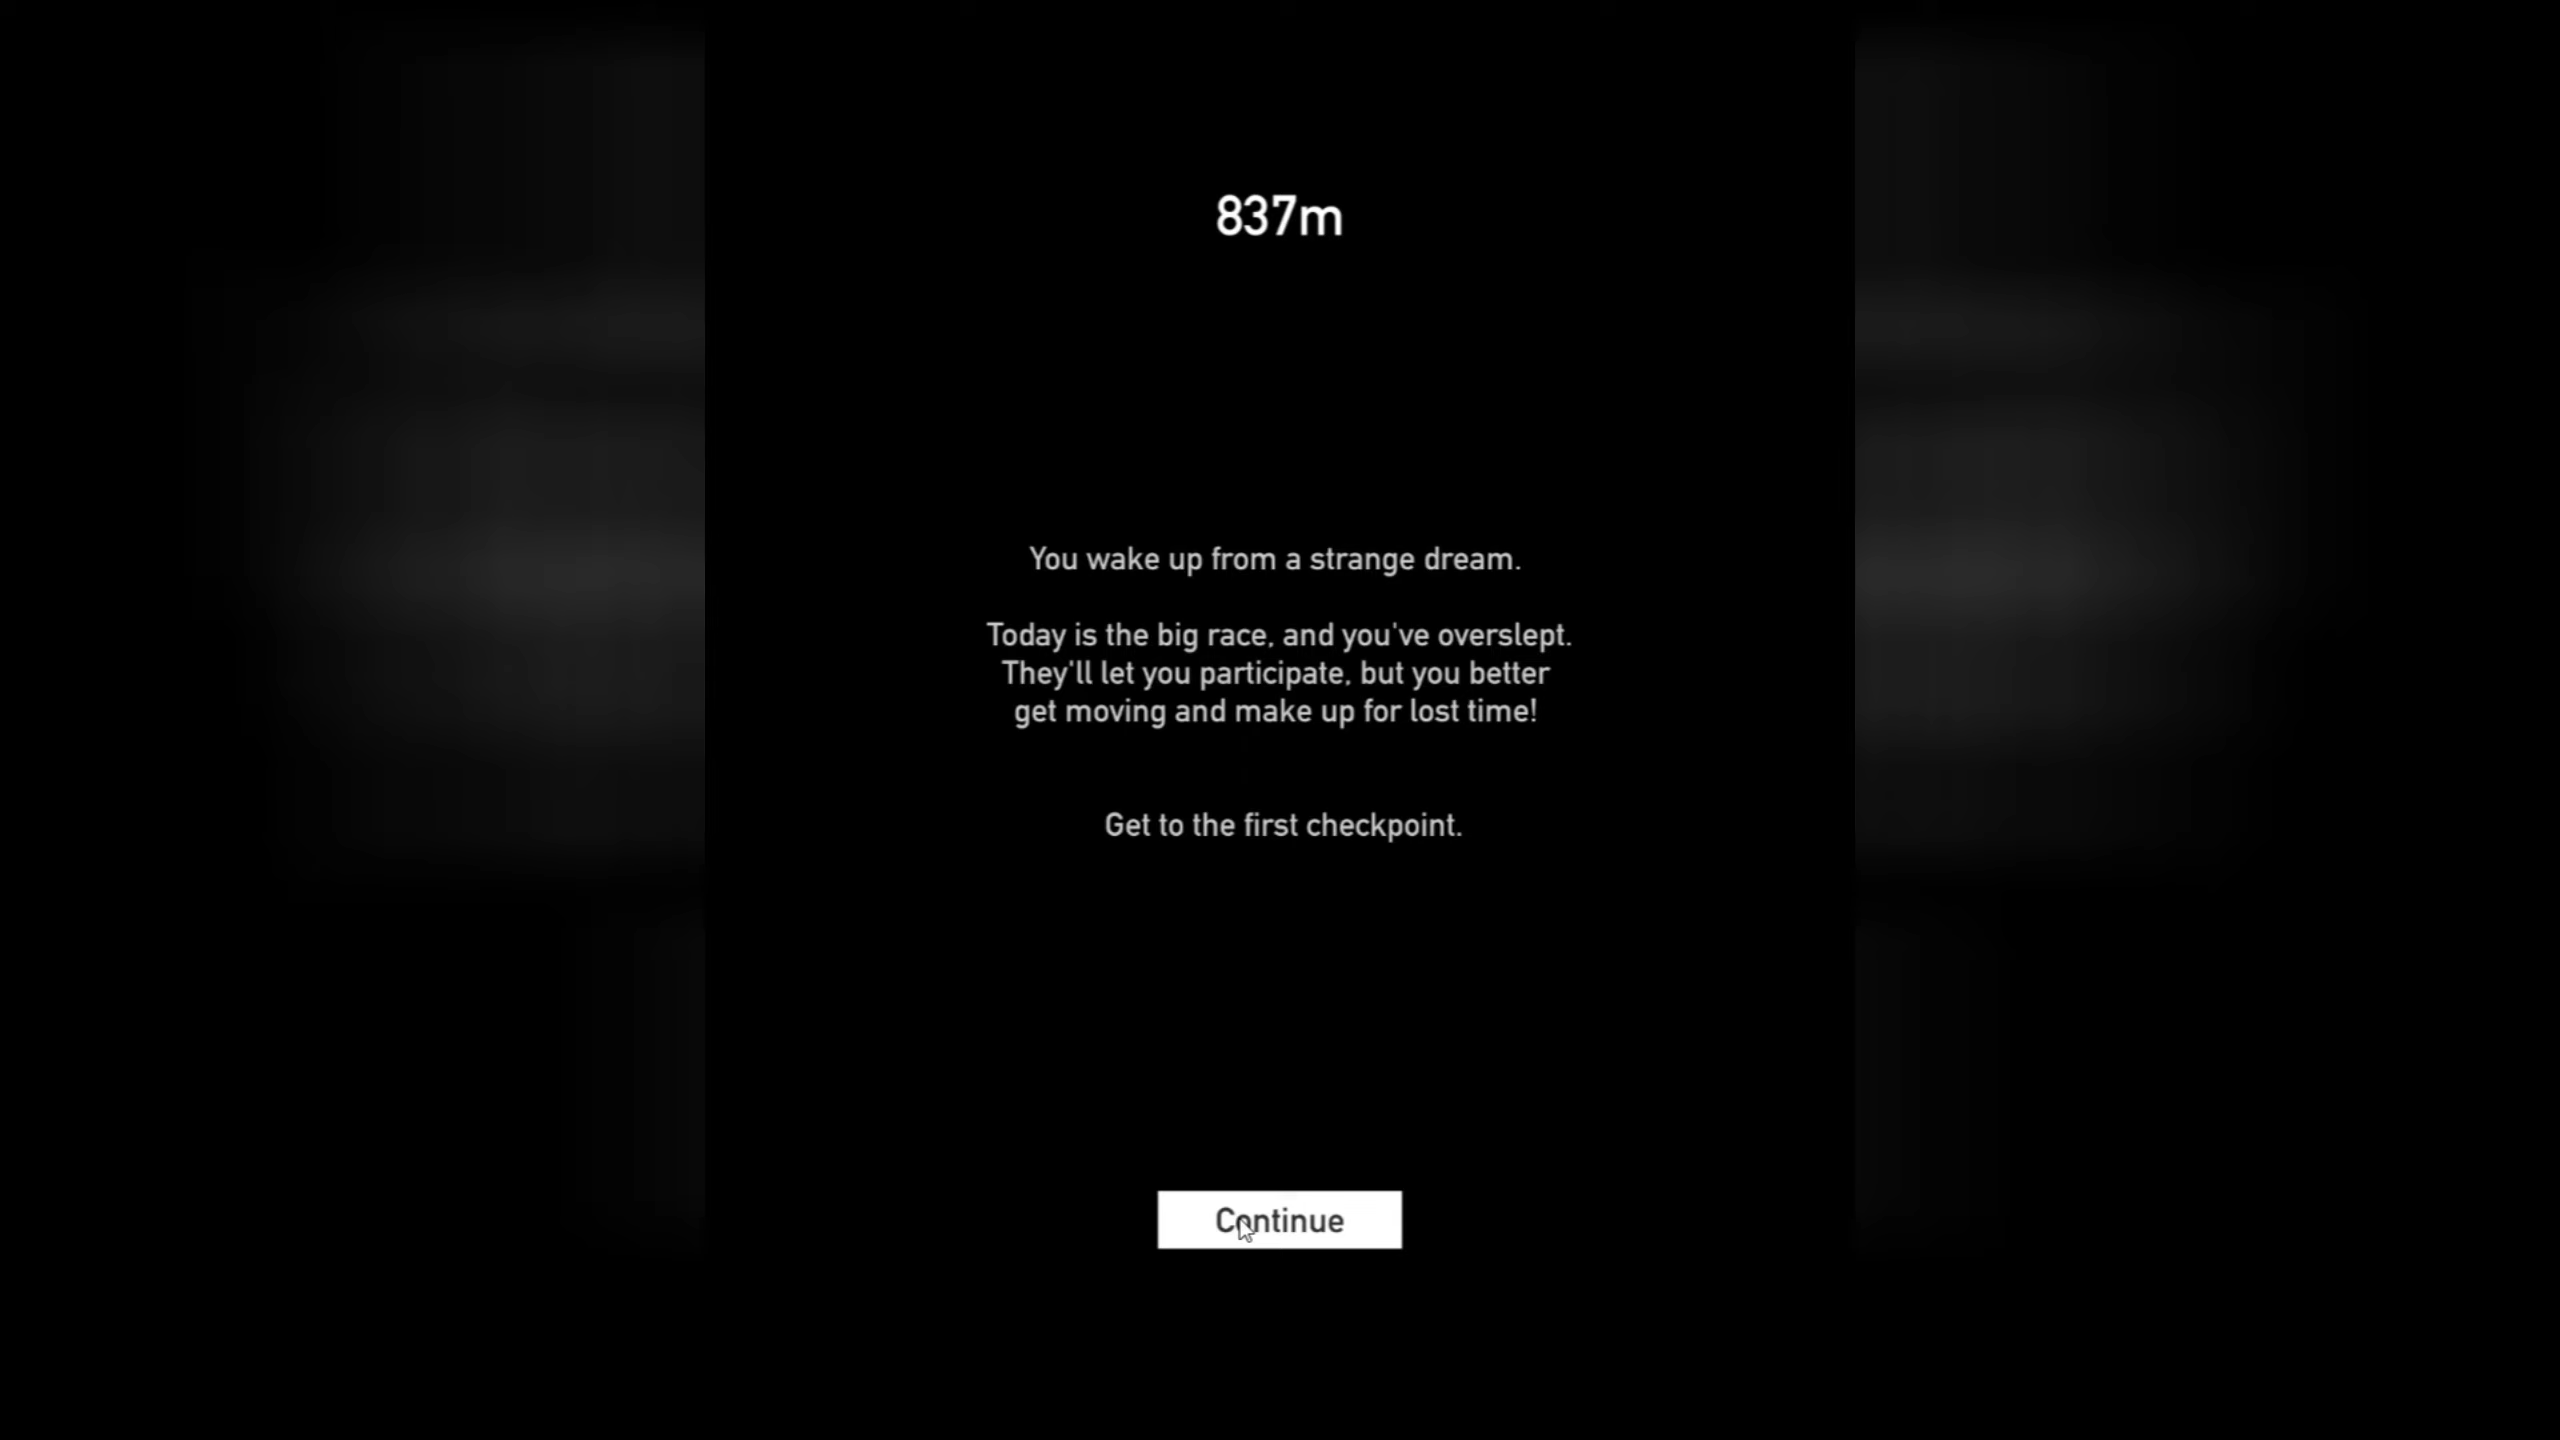 837m
You wake up from a strange dream.
Today is the big race, and you've overslept.
They'll let you participate, but you better
get moving and make up for lost time!
Get to the first checkpoint.
Continue